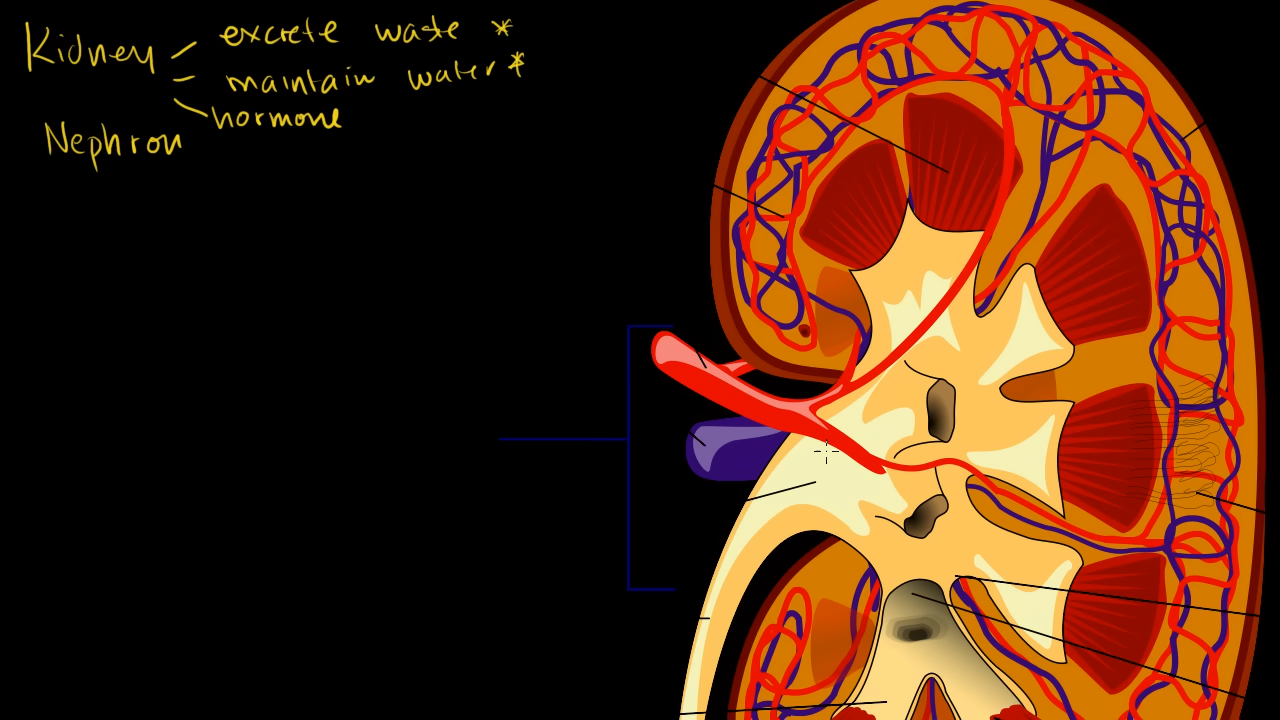 Kidney
excrete waste *
maintain water *
hormone
Nephron